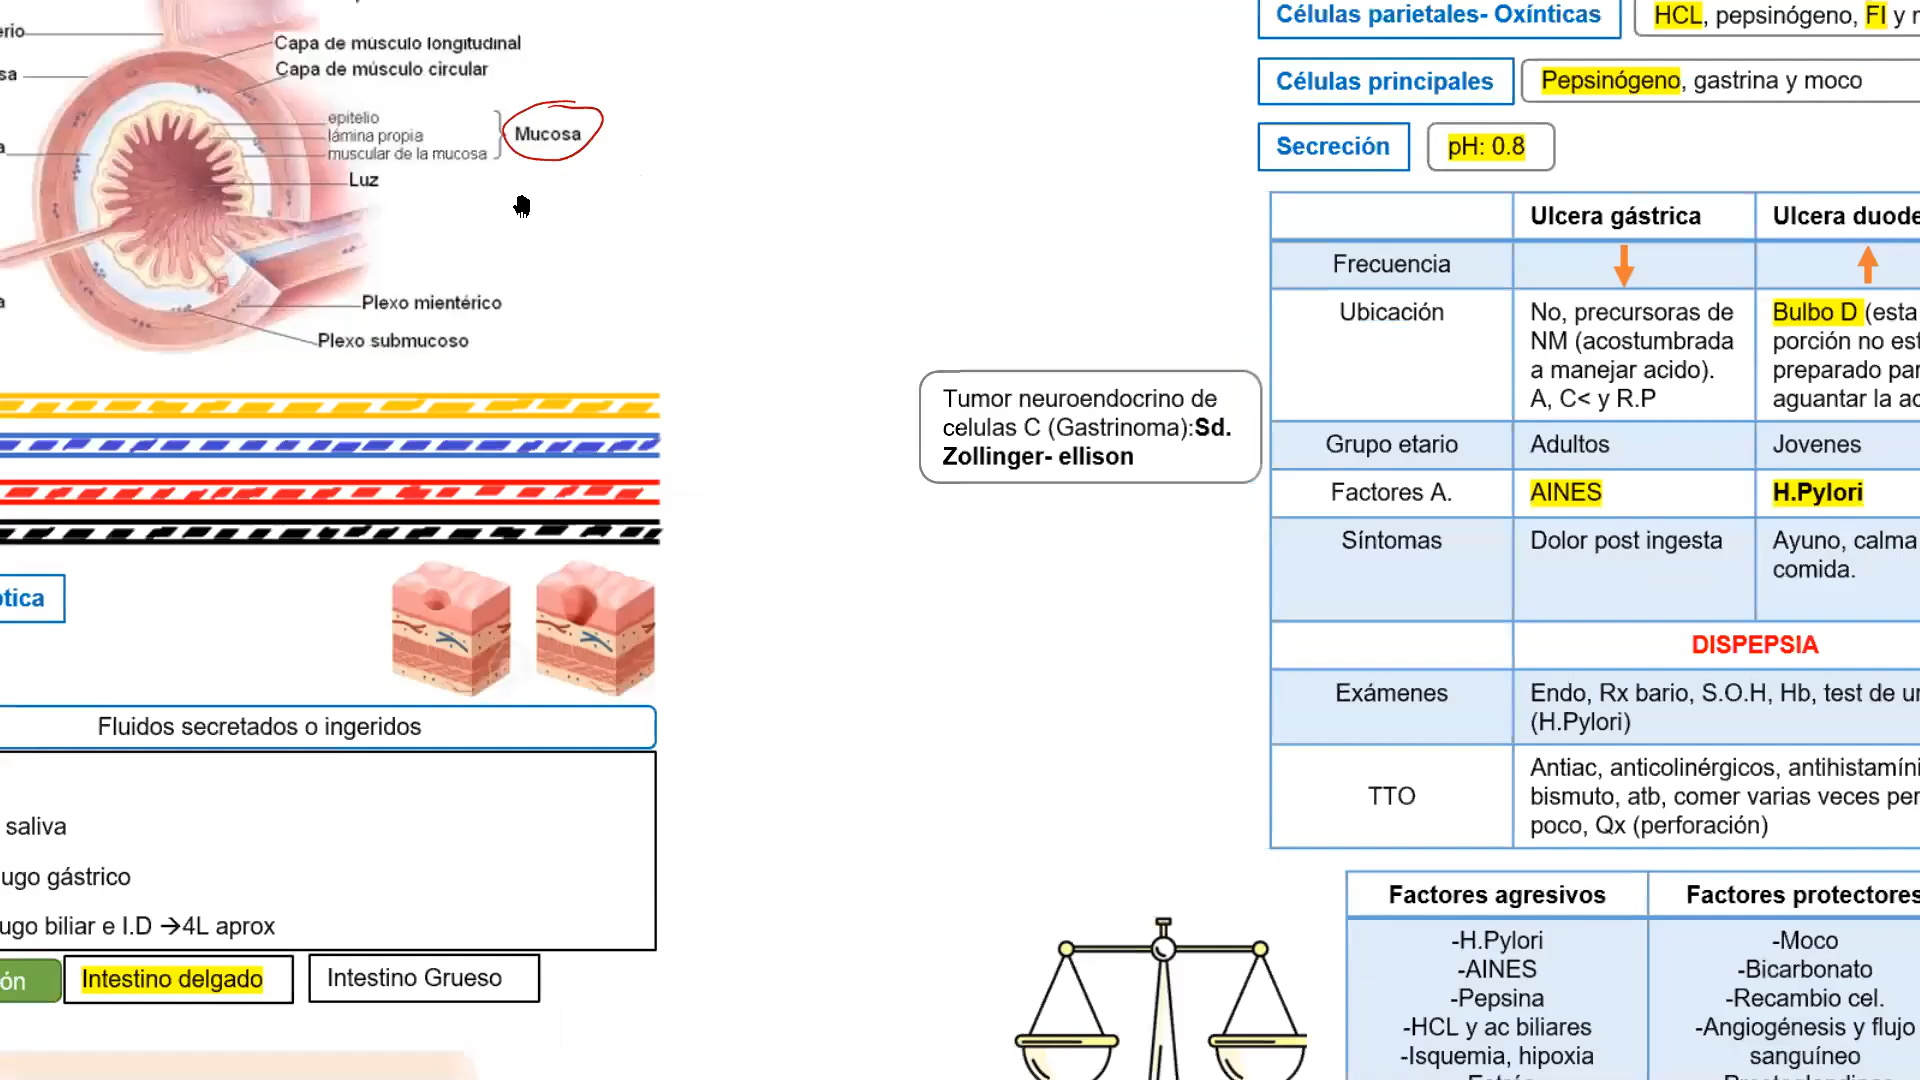 Capa de músculo longitudinal
Capa de músculo circular
epitelio
lámina propia
muscular de la mucosa
Mucosa
Luz
Plexo mientérico
Plexo submucoso
Fluidos secretados o ingeridos
saliva
ugo gástrico
ugo biliar e I.D →4L aprox
ón
Intestino delgado
Intestino Grueso
Tumor neuroendocrino de
celulas C (Gastrinoma):Sd.
Zollinger- ellison
Células parietales- Oxínticas
HCL, pepsinógeno, FI y
Células principales
Pepsinógeno, gastrina y moco
Secreción
pH: 0.8
Ulcera gástrica
Ulcera duode
Frecuencia
Ubicación
No, precursoras de
NM (acostumbrada
a manejar acido).
A, C< y R.P
Bulbo D (esta
porción no est
preparado par
aguantar la ac
Grupo etario
Adultos
Jovenes
Factores A.
AINES
H.Pylori
Síntomas
Dolor post ingesta
Ayuno, calma
comida.
DISPEPSIA
Exámenes
Endo, Rx bario, S.O.H, Hb, test de ur
(H.Pylori)
TTO
Antiac, anticolinérgicos, antihistamíni
bismuto, atb, comer varias veces per
poco, Qx (perforación)
Factores agresivos
Factores protectores
-H.Pylori
-AINES
-Pepsina
-HCL y ac biliares
-Isquemia, hipoxia
-Moco
-Bicarbonato
-Recambio cel.
-Angiogénesis y flujo
sanguíneo